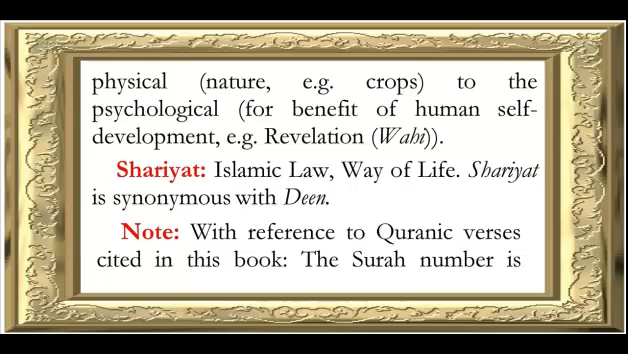 physical (nature, e.g. crops) to the
psychological (for benefit of human self-
development, e.g. Revelation (Wahi)).
Shariyat: Islamic Law, Way of Life. Shariyat
is synonymous with Deen.
Note: With reference to Quranic verses
cited in this book: The Surah number is